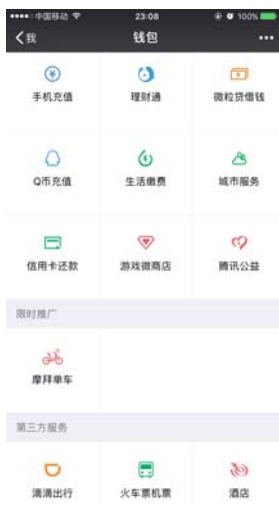 中国移动 23:08 100%
我 钱包
手机充值 理财通 微粒贷借钱
Q币充值 生活缴费 城市服务
信用卡还款 游戏微商店 腾讯公益
限时推广
摩拜单车
第三方服务
滴滴出行 火车票机票 酒店